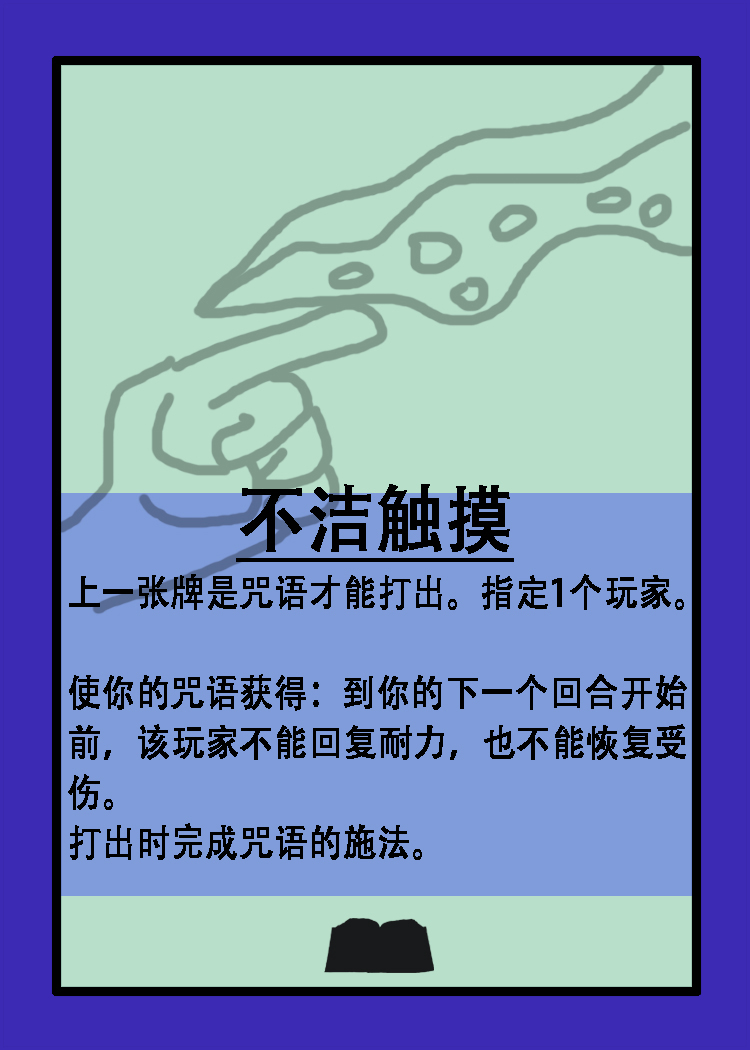 不洁触摸
上一张牌是咒语才能打出。指定1个玩家。
使你的咒语获得：到你的下一个回合开始
前，该玩家不能回复耐力，也不能恢复受
伤。
打出时完成咒语的施法。